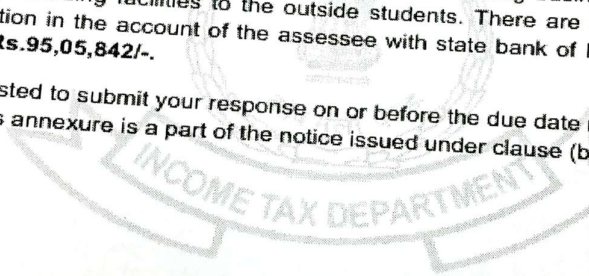 facilities to the outside students. There are
tion in the account of the assessee with state bank of
Rs.95,05,842/-.
sted to submit your response on or before the due date
s annexure is a part of the notice issued under clause (b
INCOME TAX DEPARTMENT